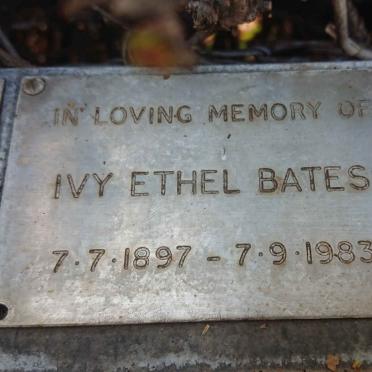 IN LOVING MEMORY OF
IVY ETHEL BATES
7·7·1897 - 7·9·1983